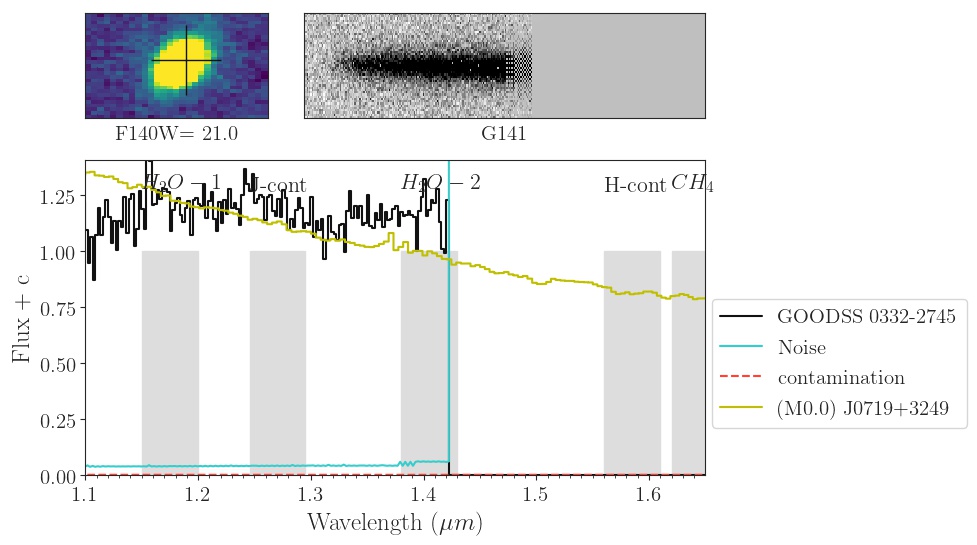 F140W= 21.0
G141
H₂O − 1
J-cont
H₂O − 2
H-cont
CH₄
1.25
1.00
0.75
0.50
0.25
0.00
Flux + c
1.1
1.2
1.3
1.4
1.5
1.6
Wavelength (μm)
GOODSS 0332-2745
Noise
contamination
(M0.0) J0719+3249